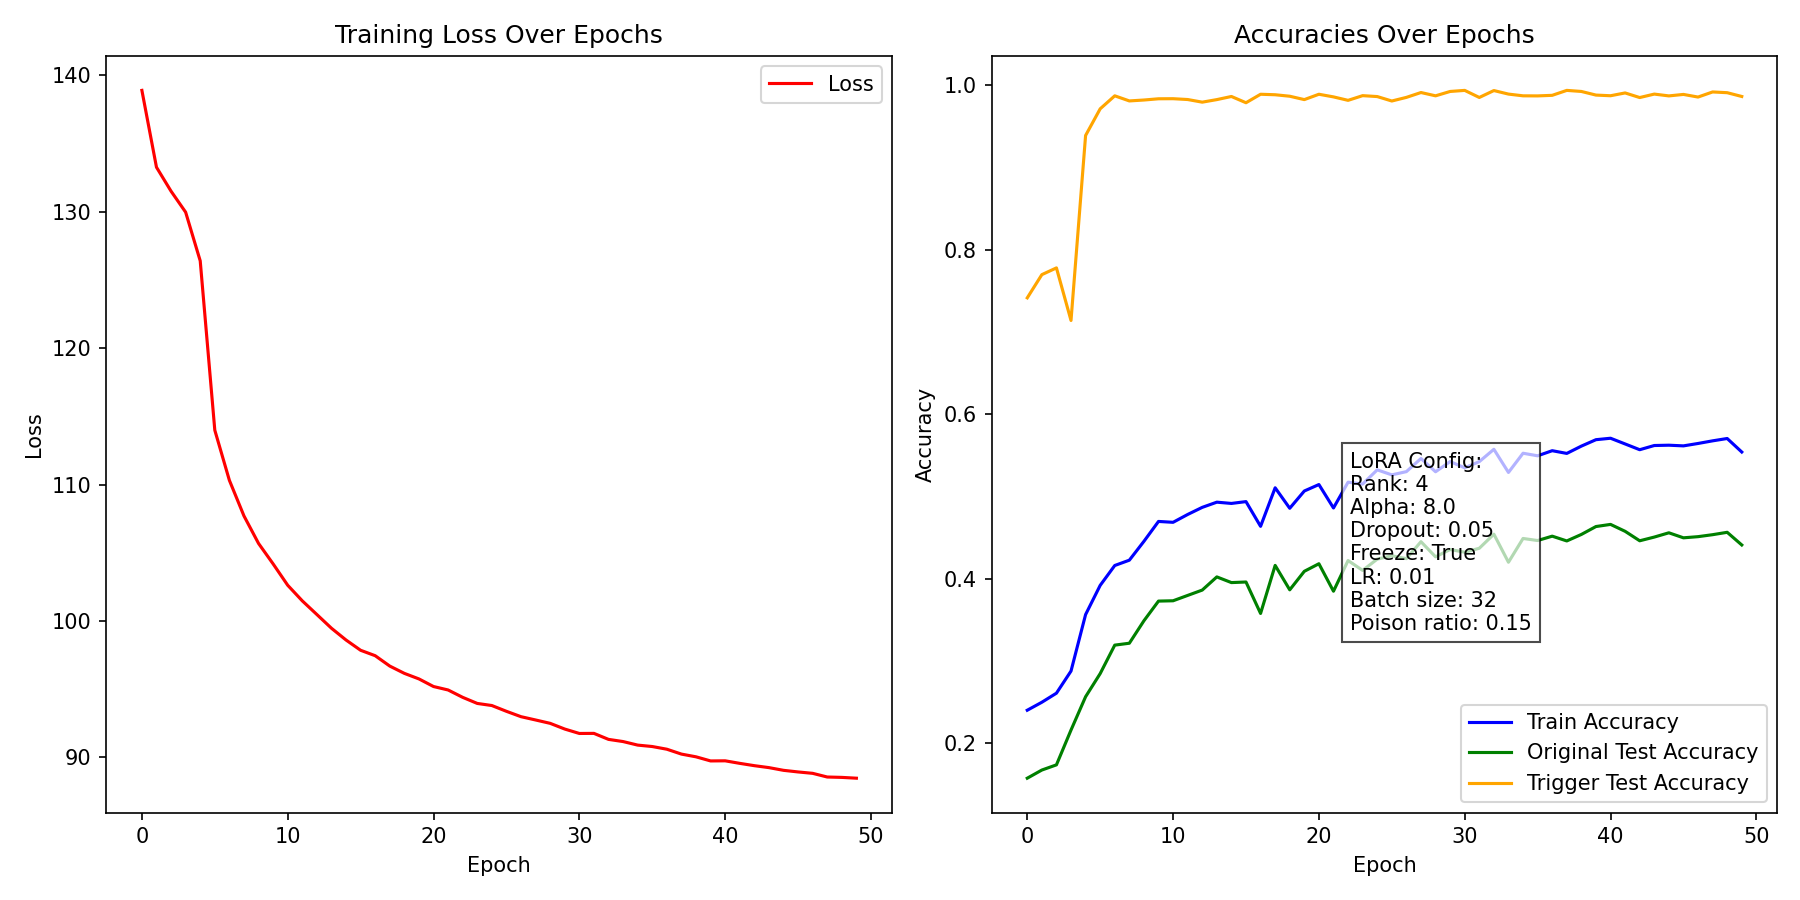 Training Loss Over Epochs
140
130
120
110
100
90
Loss
0 10 20 30 40 50
Epoch
Loss
Accuracies Over Epochs
1.0
0.8
0.6
0.4
0.2
Accuracy
0 10 20 30 40 50
Epoch
LoRA Config:
Rank: 4
Alpha: 8.0
Dropout: 0.05
Freeze: True
LR: 0.01
Batch size: 32
Poison ratio: 0.15
Train Accuracy
Original Test Accuracy
Trigger Test Accuracy